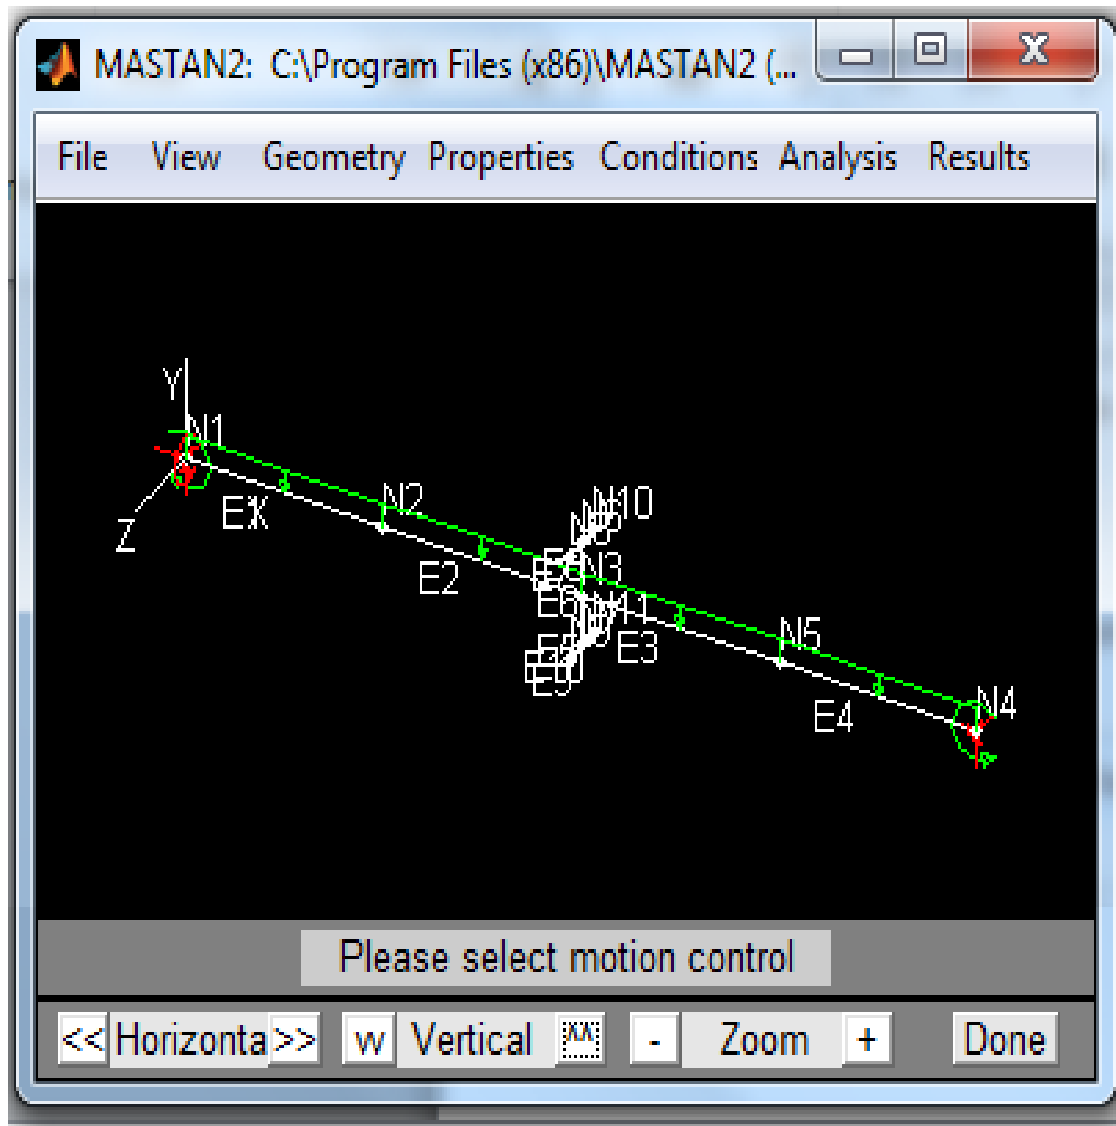 MASTAN2: C:\Program Files (x86)\MASTAN2 (...
File View Geometry Properties Conditions Analysis Results
Y
N1
Z
E1
X
N2
E2
N10
N3
E3
N5
E4
N4
Please select motion control
<< Horizonta >> Vertical - Zoom + Done